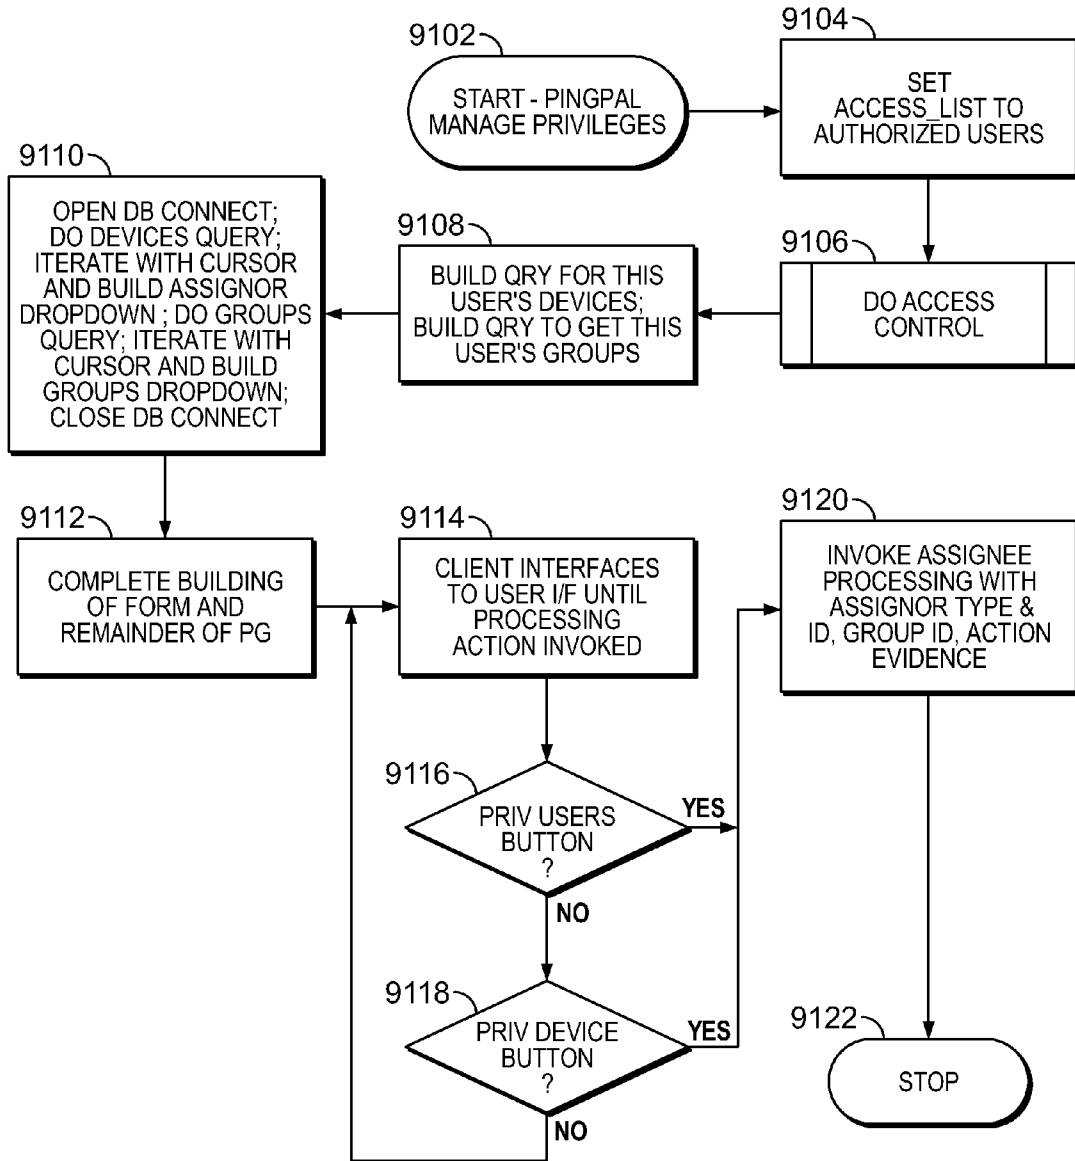 9102
START - PINGPAL
MANAGE PRIVILEGES
9104
SET
ACCESS_LIST TO
AUTHORIZED USERS
9106
DO ACCESS
CONTROL
9108
BUILD QRY FOR THIS
USER'S DEVICES;
BUILD QRY TO GET THIS
USER'S GROUPS
9110
OPEN DB CONNECT;
DO DEVICES QUERY;
ITERATE WITH CURSOR
AND BUILD ASSIGNOR
DROPDOWN ; DO GROUPS
QUERY; ITERATE WITH
CURSOR AND BUILD
GROUPS DROPDOWN;
CLOSE DB CONNECT
9112
COMPLETE BUILDING
OF FORM AND
REMAINDER OF PG
9114
CLIENT INTERFACES
TO USER I/F UNTIL
PROCESSING
ACTION INVOKED
9116
PRIV USERS
BUTTON
?
YES
NO
9118
PRIV DEVICE
BUTTON
?
YES
NO
9120
INVOKE ASSIGNEE
PROCESSING WITH
ASSIGNOR TYPE &
ID, GROUP ID, ACTION
EVIDENCE
9122
STOP